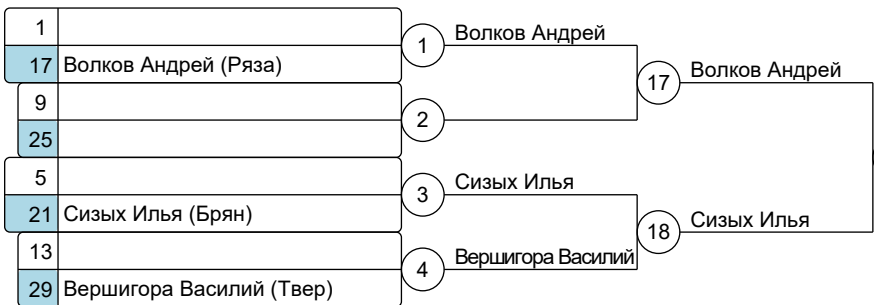 1
17 Волков Андрей (Ряза)
9
25
5
21 Сизых Илья (Брян)
13
29 Вершигора Василий (Твер)
1 Волков Андрей
2
3 Сизых Илья
4 Вершигора Василий
17 Волков Андрей
18 Сизых Илья